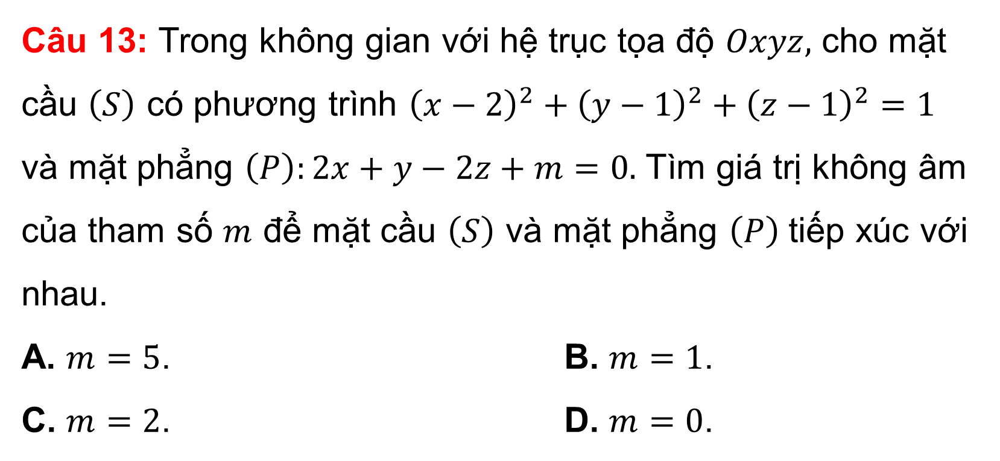 Câu 13: Trong không gian với hệ trục tọa độ Oxyz, cho mặt
cầu (S) có phương trình (x − 2)² + (y − 1)² + (z − 1)² = 1
và mặt phẳng (P): 2x + y − 2z + m = 0. Tìm giá trị không âm
của tham số m để mặt cầu (S) và mặt phẳng (P) tiếp xúc với
nhau.
A. m = 5. B. m = 1.
C. m = 2. D. m = 0.